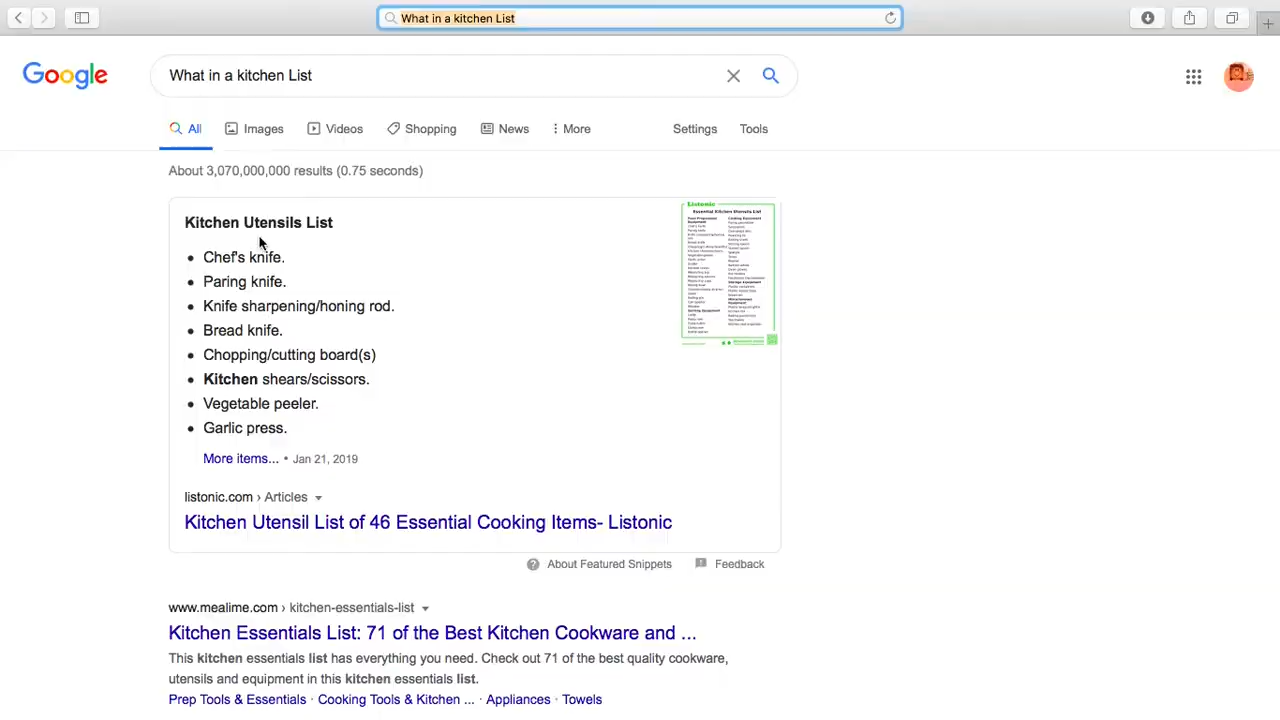 What in a kitchen List
Google
What in a kitchen List
All
Images
Videos
Shopping
News
More
Settings
Tools
About 3,070,000,000 results (0.75 seconds)
Kitchen Utensils List
Chef's knife.
Paring knife.
Knife sharpening/honing rod.
Bread knife.
Chopping/cutting board(s)
Kitchen shears/scissors.
Vegetable peeler.
Garlic press.
More items... • Jan 21, 2019
Listonic
Essential Kitchen Utensils List
listonic.com › Articles
Kitchen Utensil List of 46 Essential Cooking Items- Listonic
About Featured Snippets
Feedback
www.mealime.com › kitchen-essentials-list
Kitchen Essentials List: 71 of the Best Kitchen Cookware and ...
This kitchen essentials list has everything you need. Check out 71 of the best quality cookware,
utensils and equipment in this kitchen essentials list.
Prep Tools & Essentials · Cooking Tools & Kitchen ... · Appliances · Towels